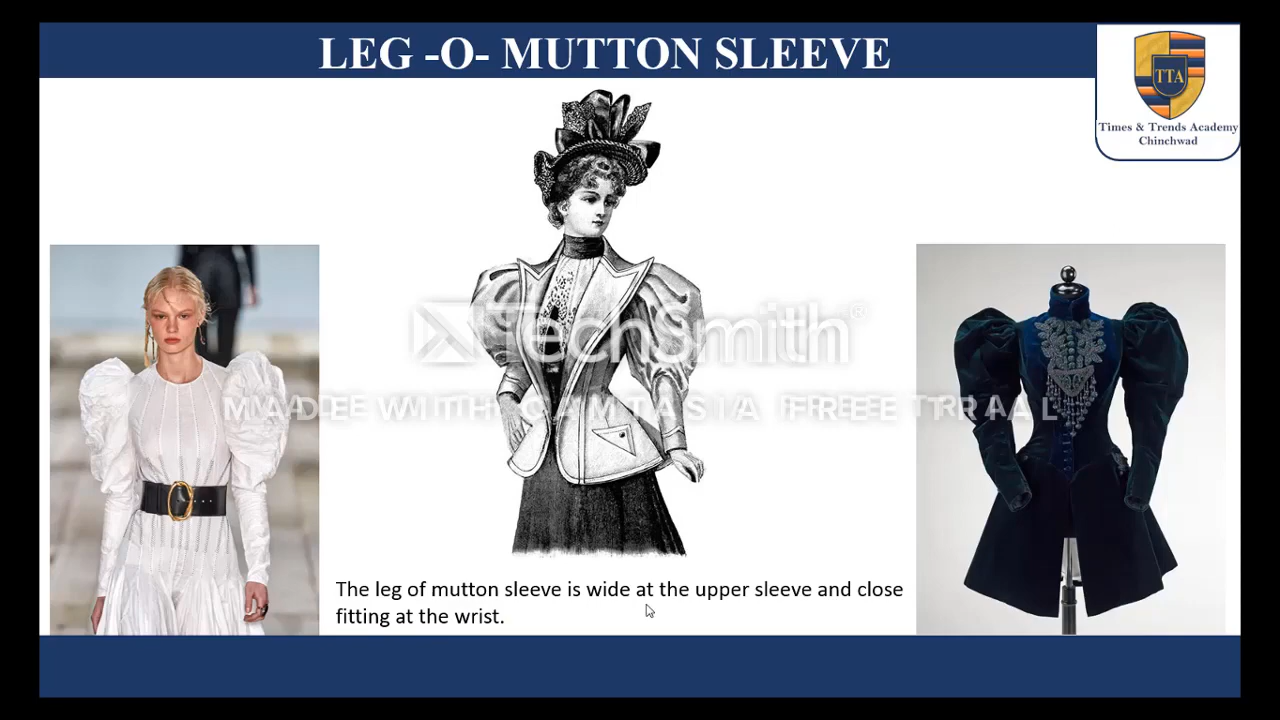 LEG -O- MUTTON SLEEVE
TTA
Times & Trends Academy
Chinchwad
TechSmith®
MADE WITH CAMTASIA FREE TRIAL
The leg of mutton sleeve is wide at the upper sleeve and close
fitting at the wrist.